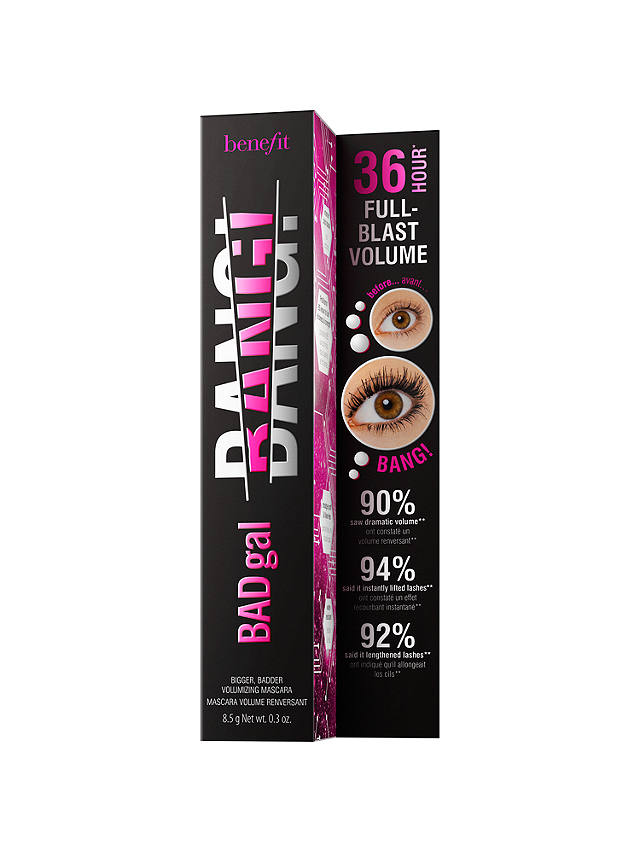 benefit
BANG!
BAD gal
BIGGER, BADDER
VOLUMIZING MASCARA
MASCARA VOLUME RENVERSANT
8.5 g Net wt. 0.3 oz.
36
HOUR*
FULL-
BLAST
VOLUME
before... avant...
BANG!
90%
saw dramatic volume**
ont constaté un
volume renversant**
94%
said it instantly lifted lashes**
ont constaté un effet
recourbant instantané**
92%
said it lengthened lashes**
ont indiqué qu'il allongeait
les cils**